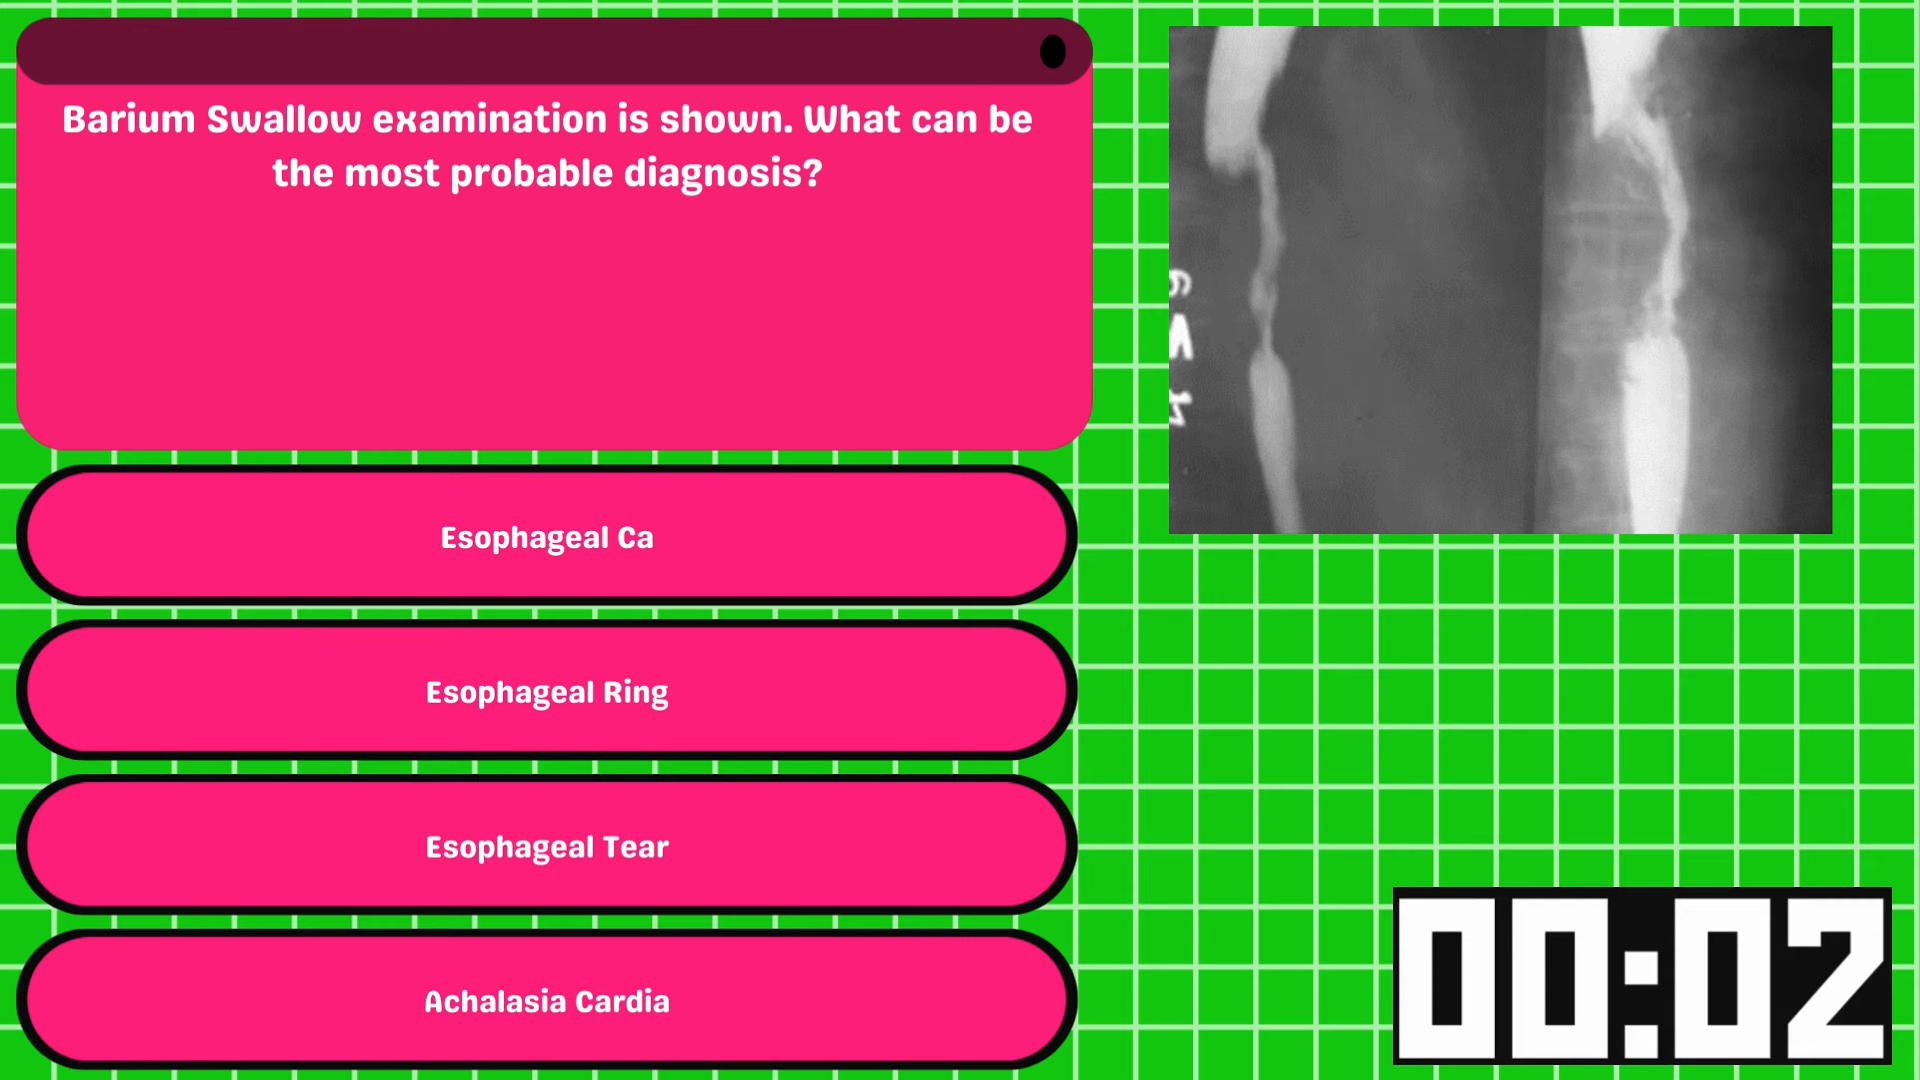 Barium Swallow examination is shown. What can be
the most probable diagnosis?
Esophageal Ca
Esophageal Ring
Esophageal Tear
Achalasia Cardia
00:02